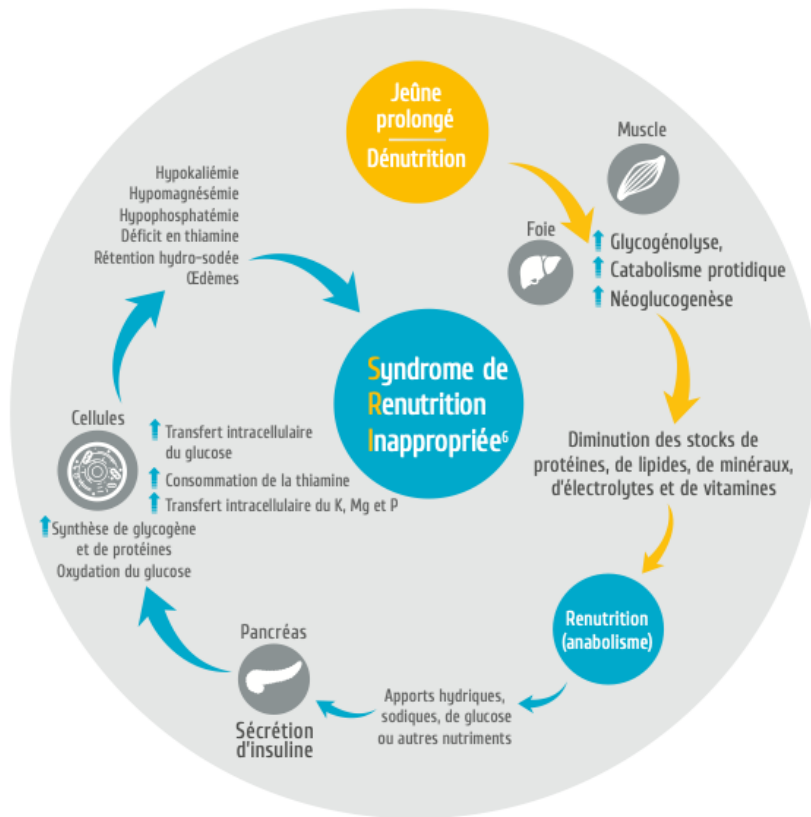 Jeûne
prolongé
Dénutrition
Muscle
Foie
Glycogénolyse,
Catabolisme protidique
Néoglucogenèse
Diminution des stocks de
protéines, de lipides, de minéraux,
d'électrolytes et de vitamines
Renutrition
(anabolisme)
Apports hydriques,
sodiques, de glucose
ou autres nutriments
Pancréas
Sécrétion
d'insuline
Cellules
Transfert intracellulaire
du glucose
Consommation de la thiamine
Transfert intracellulaire du K, Mg et P
Synthèse de glycogène
et de protéines
Oxydation du glucose
Hypokaliémie
Hypomagnésémie
Hypophosphatémie
Déficit en thiamine
Rétention hydro-sodée
Œdèmes
Syndrome de
Renutrition
Inappropriée⁶